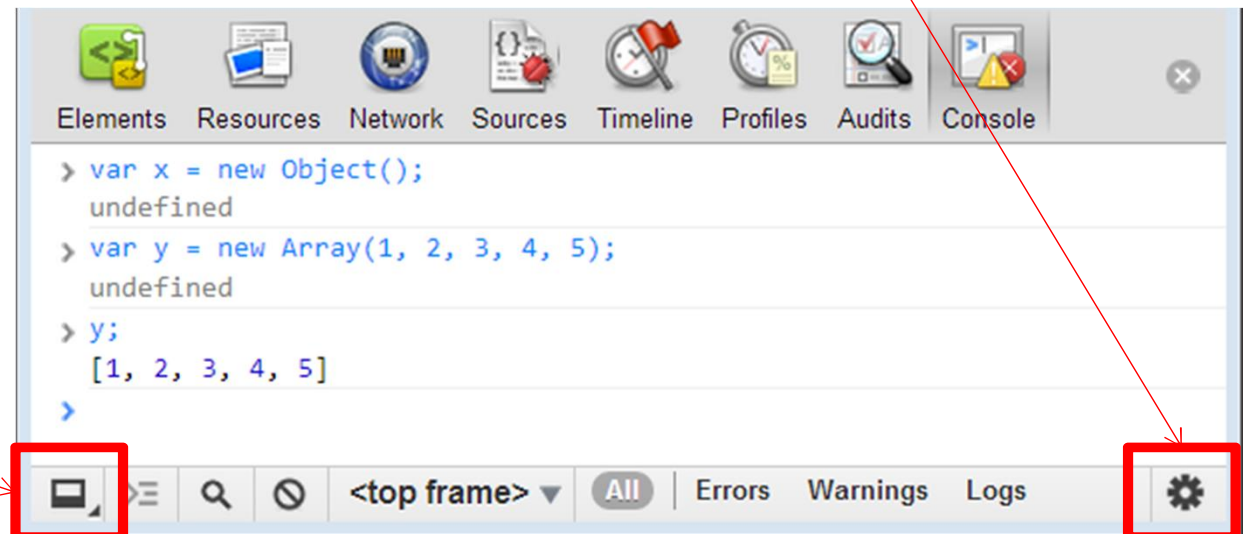 Elements Resources Network Sources Timeline Profiles Audits Console
> var x = new Object();
undefined
> var y = new Array(1, 2, 3, 4, 5);
undefined
> y;
[1, 2, 3, 4, 5]
>
<top frame> ▼ All Errors Warnings Logs